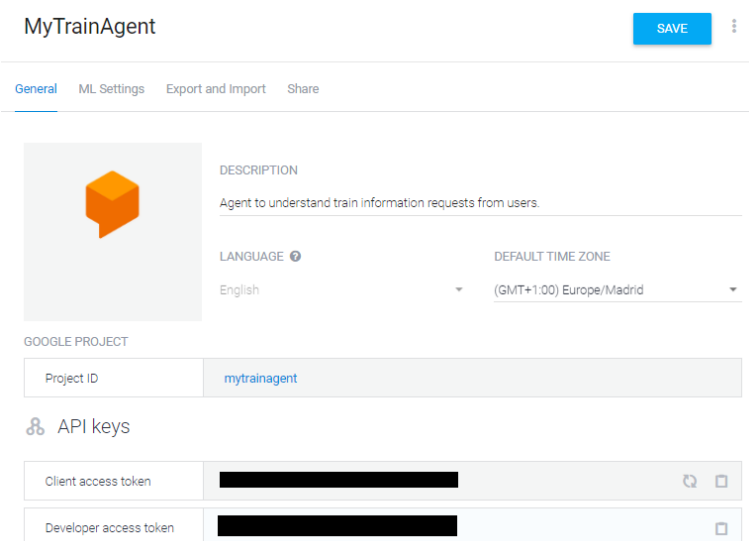 MyTrainAgent
SAVE
General ML Settings Export and Import Share
DESCRIPTION
Agent to understand train information requests from users.
LANGUAGE DEFAULT TIME ZONE
English (GMT+1:00) Europe/Madrid
GOOGLE PROJECT
Project ID mytrainagent
API keys
Client access token
Developer access token